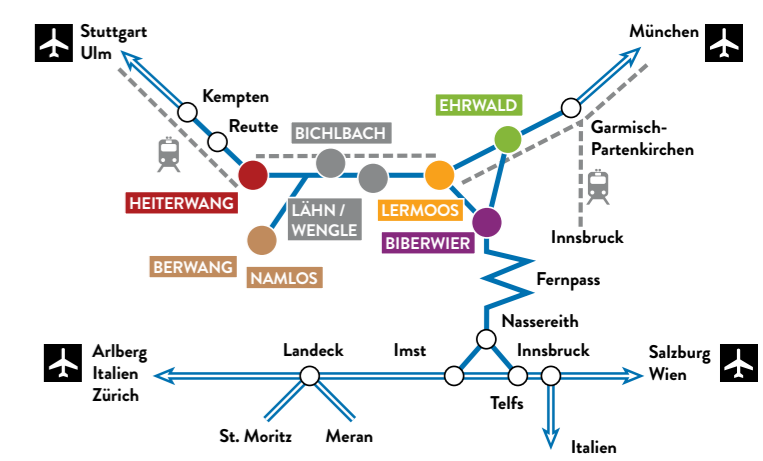 Stuttgart
Ulm
München
Kempten
EHRWALD
Reutte
BICHLBACH
Garmisch-
Partenkirchen
HEITERWANG
LÄHN /
WENGLE
LERMOOS
BIBERWIER
Innsbruck
BERWANG
NAMLOS
Fernpass
Nassereith
Arlberg
Italien
Zürich
Landeck
Imst
Innsbruck
Salzburg
Wien
Telfs
St. Moritz
Meran
Italien